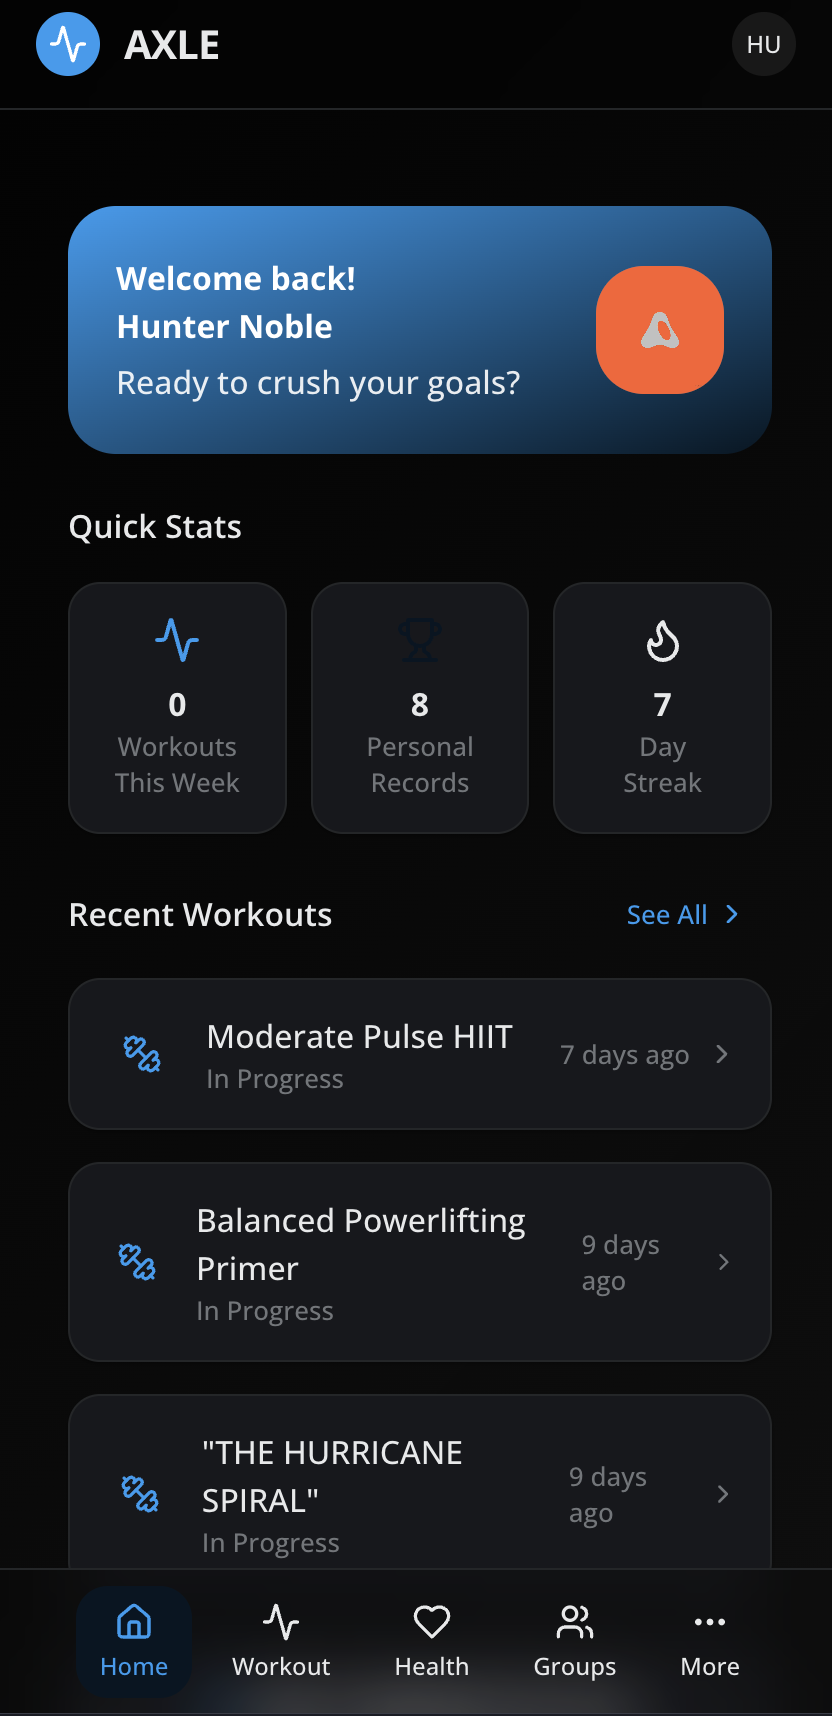 AXLE
HU
Welcome back!
Hunter Noble
Ready to crush your goals?
Quick Stats
0
Workouts
This Week
8
Personal
Records
7
Day
Streak
Recent Workouts
See All
Moderate Pulse HIIT
In Progress
7 days ago
Balanced Powerlifting
Primer
In Progress
9 days
ago
"THE HURRICANE
SPIRAL"
In Progress
9 days
ago
Home
Workout
Health
Groups
More